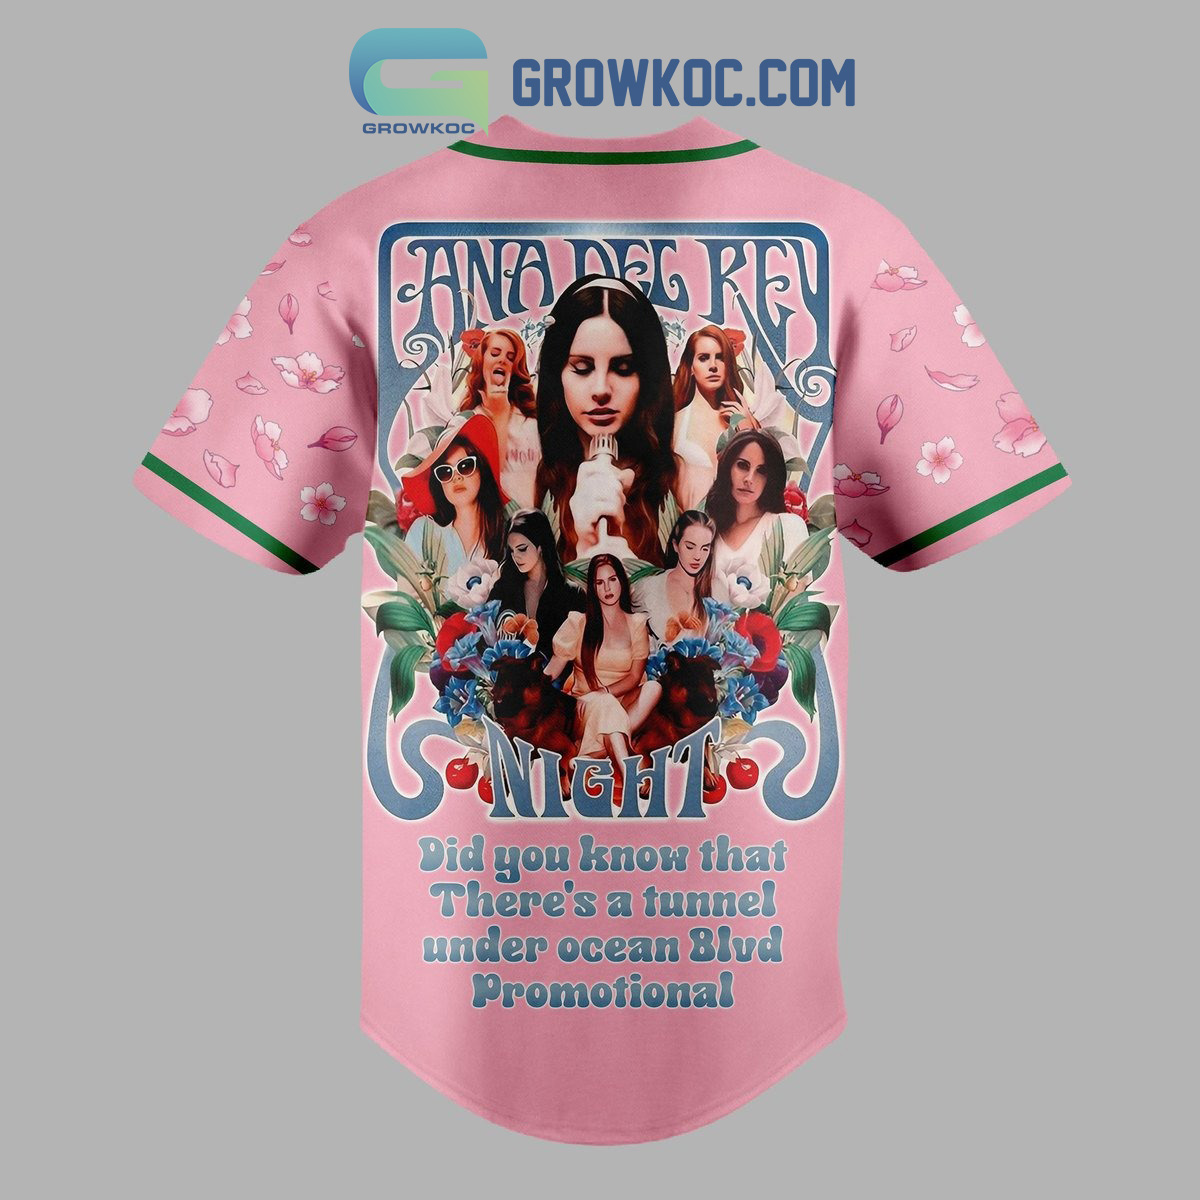 GROWKOC
GROWKOC.COM
LANA DEL REY
NIGHT
Did you know that
There's a tunnel
under ocean Blvd
Promotional